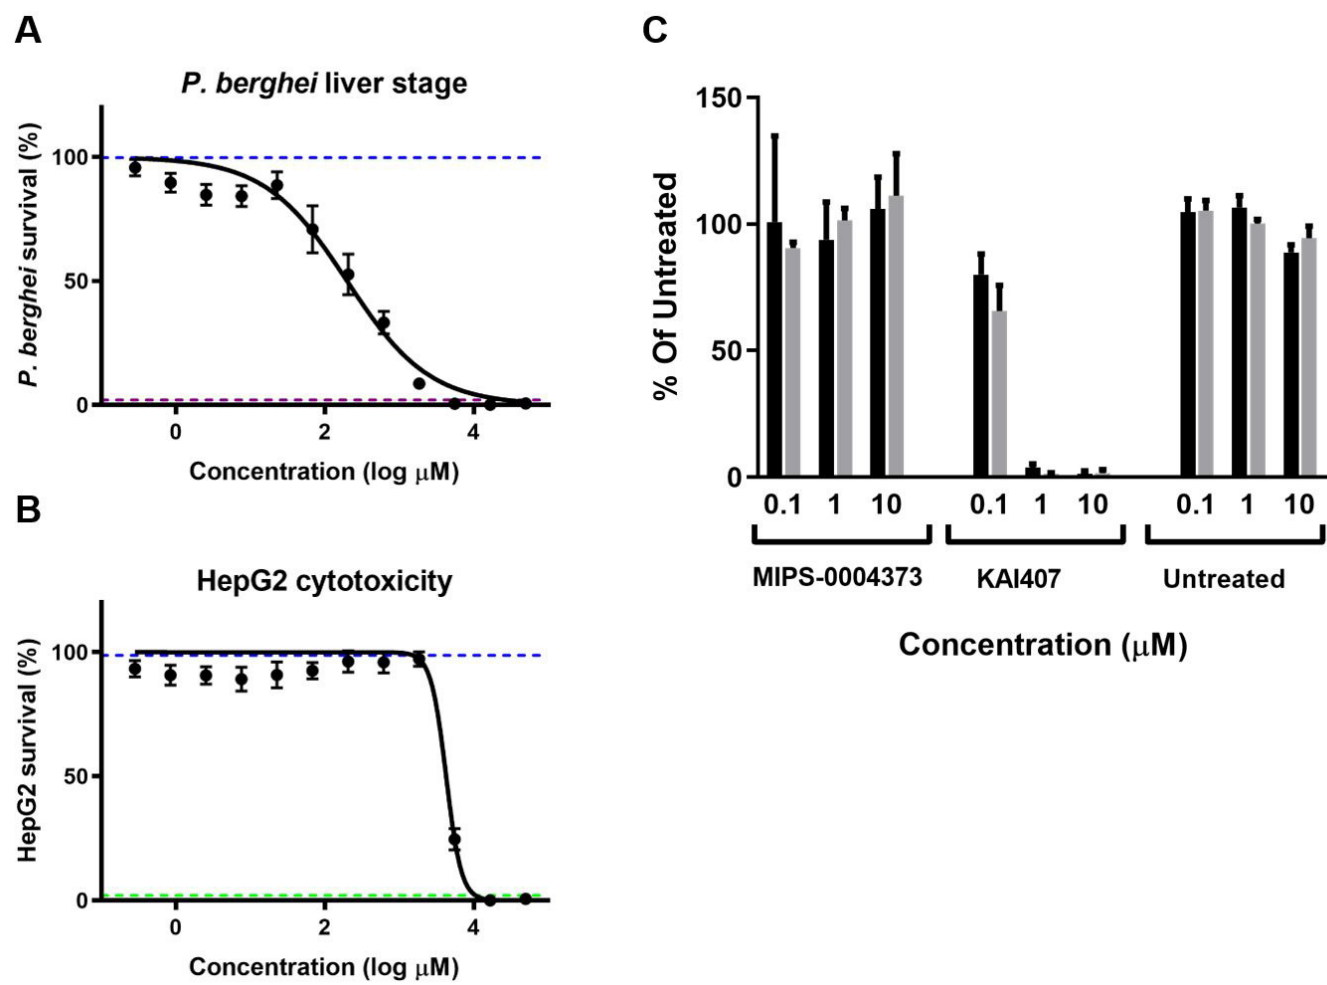 A
P. berghei liver stage
P. berghei survival (%)
100
50
0
0 2 4
Concentration (log μM)
B
HepG2 cytotoxicity
HepG2 survival (%)
100
50
0
0 2 4
Concentration (log μM)
C
% Of Untreated
150
100
50
0
0.1 1 10 0.1 1 10 0.1 1 10
MIPS-0004373 KAI407 Untreated
Concentration (μM)